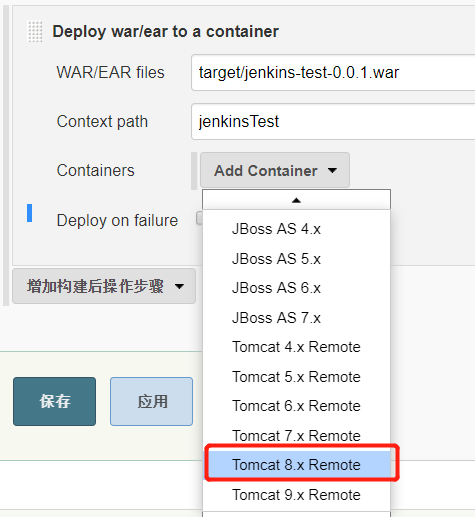 Deploy war/ear to a container
WAR/EAR files
target/jenkins-test-0.0.1.war
Context path
jenkinsTest
Containers
Add Container
Deploy on failure
JBoss AS 4.x
JBoss AS 5.x
JBoss AS 6.x
JBoss AS 7.x
Tomcat 4.x Remote
Tomcat 5.x Remote
Tomcat 6.x Remote
Tomcat 7.x Remote
Tomcat 8.x Remote
Tomcat 9.x Remote
增加构建后操作步骤
保存
应用